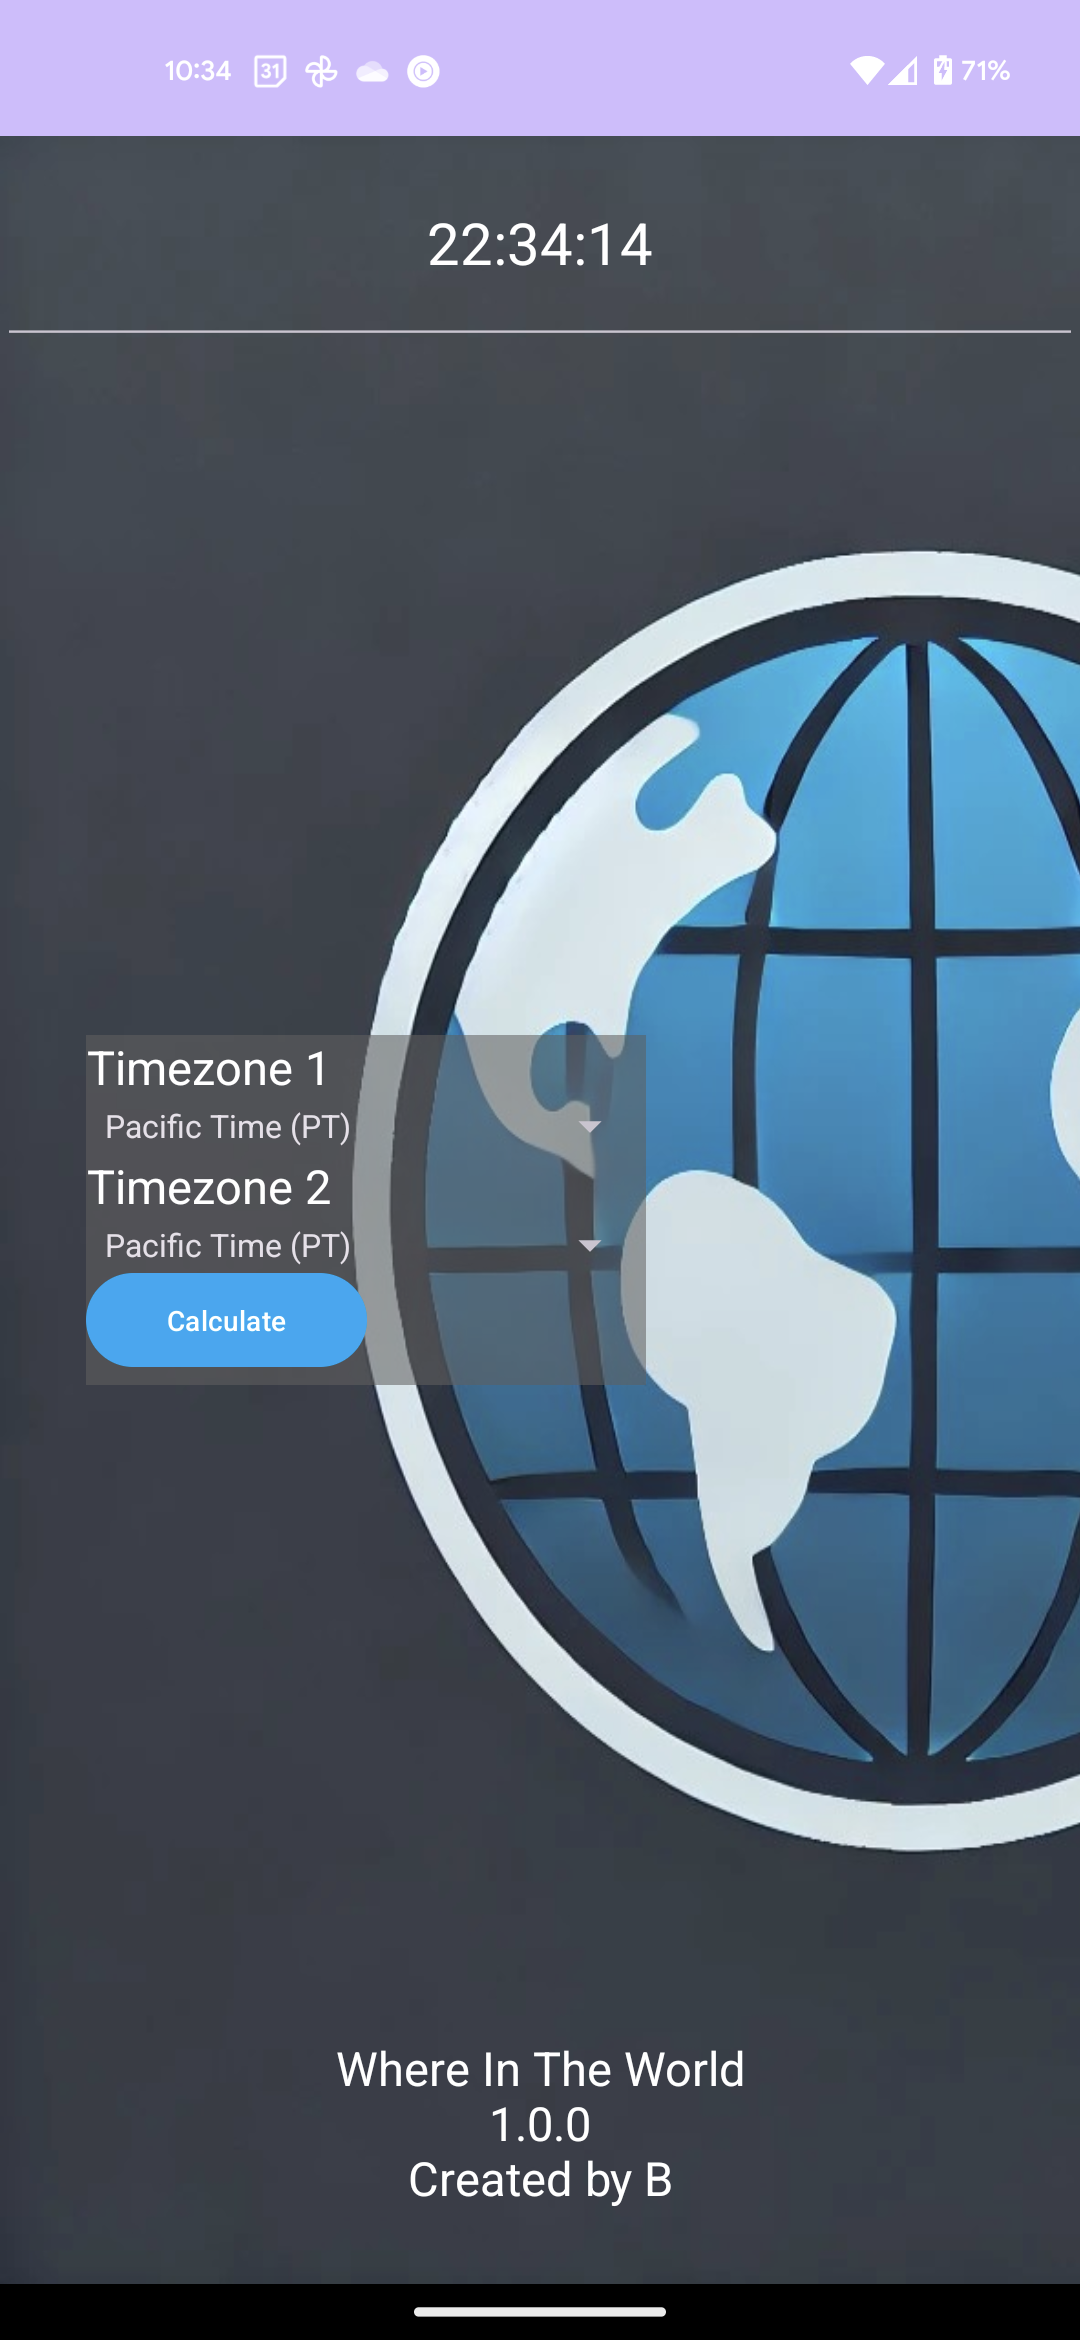 10:34 31 71%
22:34:14
Timezone 1
Pacific Time (PT)
Timezone 2
Pacific Time (PT)
Calculate
Where In The World
1.0.0
Created by B